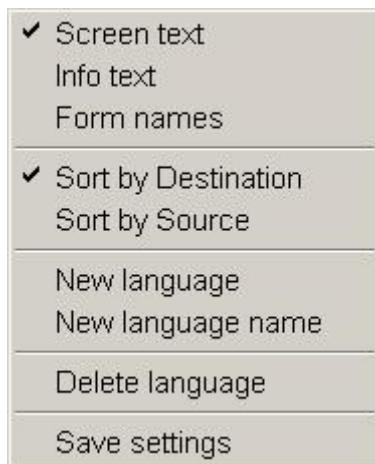 Screen text
Info text
Form names
Sort by Destination
Sort by Source
New language
New language name
Delete language
Save settings